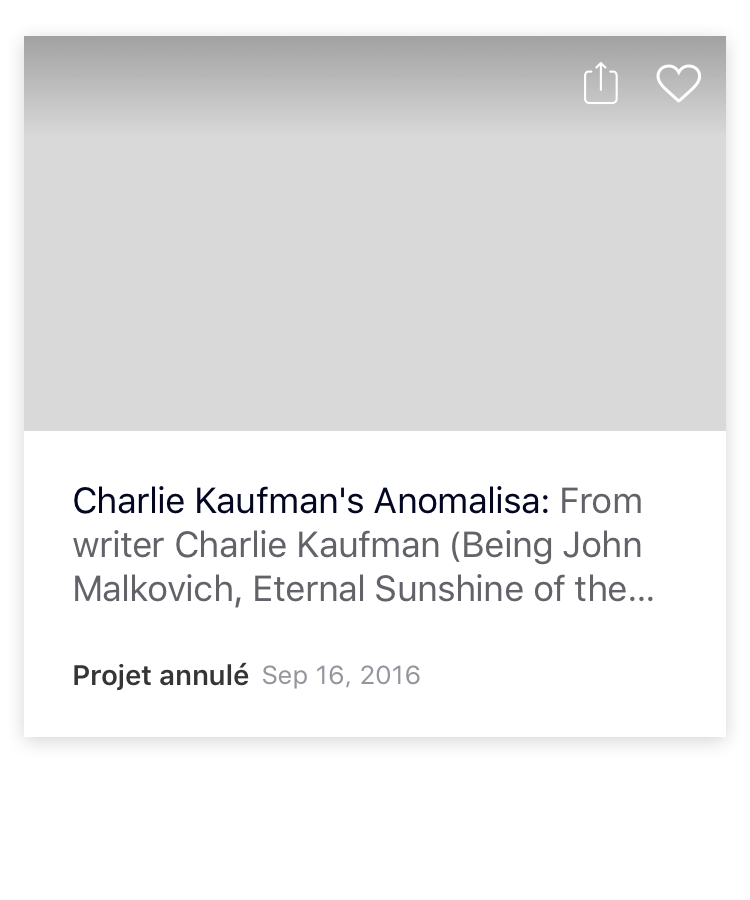 Charlie Kaufman's Anomalisa: From
writer Charlie Kaufman (Being John
Malkovich, Eternal Sunshine of the...
Projet annulé Sep 16, 2016